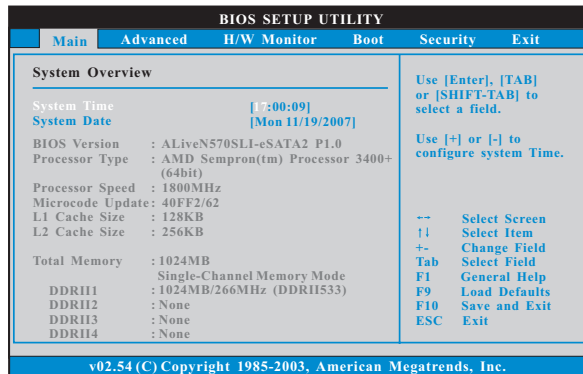 BIOS SETUP UTILITY
Main Advanced H/W Monitor Boot Security Exit
System Overview
System Time [17:00:09]
System Date [Mon 11/19/2007]
BIOS Version : ALiveN570SLI-eSATA2 P1.0
Processor Type : AMD Sempron(tm) Processor 3400+
(64bit)
Processor Speed : 1800MHz
Microcode Update : 40FF2/62
L1 Cache Size : 128KB
L2 Cache Size : 256KB
Total Memory : 1024MB
Single-Channel Memory Mode
DDRII1 : 1024MB/266MHz (DDRII533)
DDRII2 : None
DDRII3 : None
DDRII4 : None
Use [Enter], [TAB]
or [SHIFT-TAB] to
select a field.
Use [+] or [-] to
configure system Time.
←→ Select Screen
↑↓ Select Item
+- Change Field
Tab Select Field
F1 General Help
F9 Load Defaults
F10 Save and Exit
ESC Exit
v02.54 (C) Copyright 1985-2003, American Megatrends, Inc.